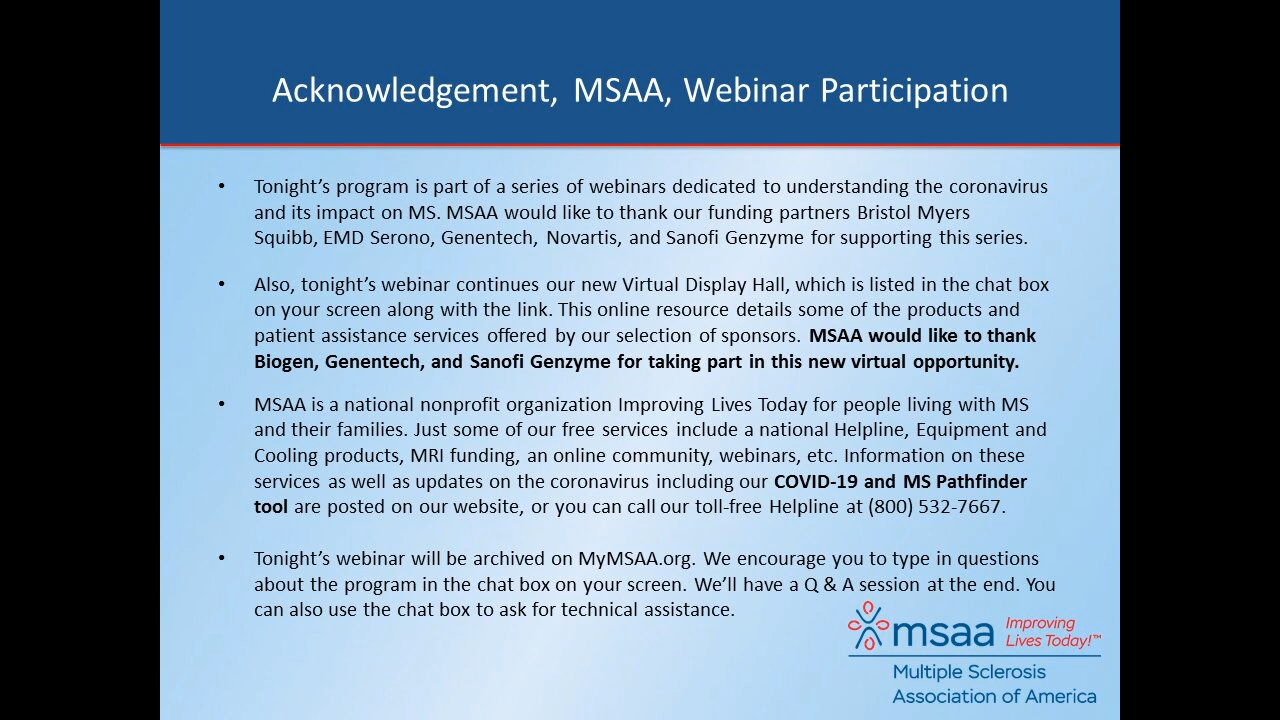 Acknowledgement, MSAA, Webinar Participation
• Tonight's program is part of a series of webinars dedicated to understanding the coronavirus
and its impact on MS. MSAA would like to thank our funding partners Bristol Myers
Squibb, EMD Serono, Genentech, Novartis, and Sanofi Genzyme for supporting this series.
• Also, tonight's webinar continues our new Virtual Display Hall, which is listed in the chat box
on your screen along with the link. This online resource details some of the products and
patient assistance services offered by our selection of sponsors. MSAA would like to thank
Biogen, Genentech, and Sanofi Genzyme for taking part in this new virtual opportunity.
• MSAA is a national nonprofit organization Improving Lives Today for people living with MS
and their families. Just some of our free services include a national Helpline, Equipment and
Cooling products, MRI funding, an online community, webinars, etc. Information on these
services as well as updates on the coronavirus including our COVID-19 and MS Pathfinder
tool are posted on our website, or you can call our toll-free Helpline at (800) 532-7667.
• Tonight's webinar will be archived on MyMSAA.org. We encourage you to type in questions
about the program in the chat box on your screen. We'll have a Q & A session at the end. You
can also use the chat box to ask for technical assistance.
msaa
Improving
Lives Today!™
Multiple Sclerosis
Association of America